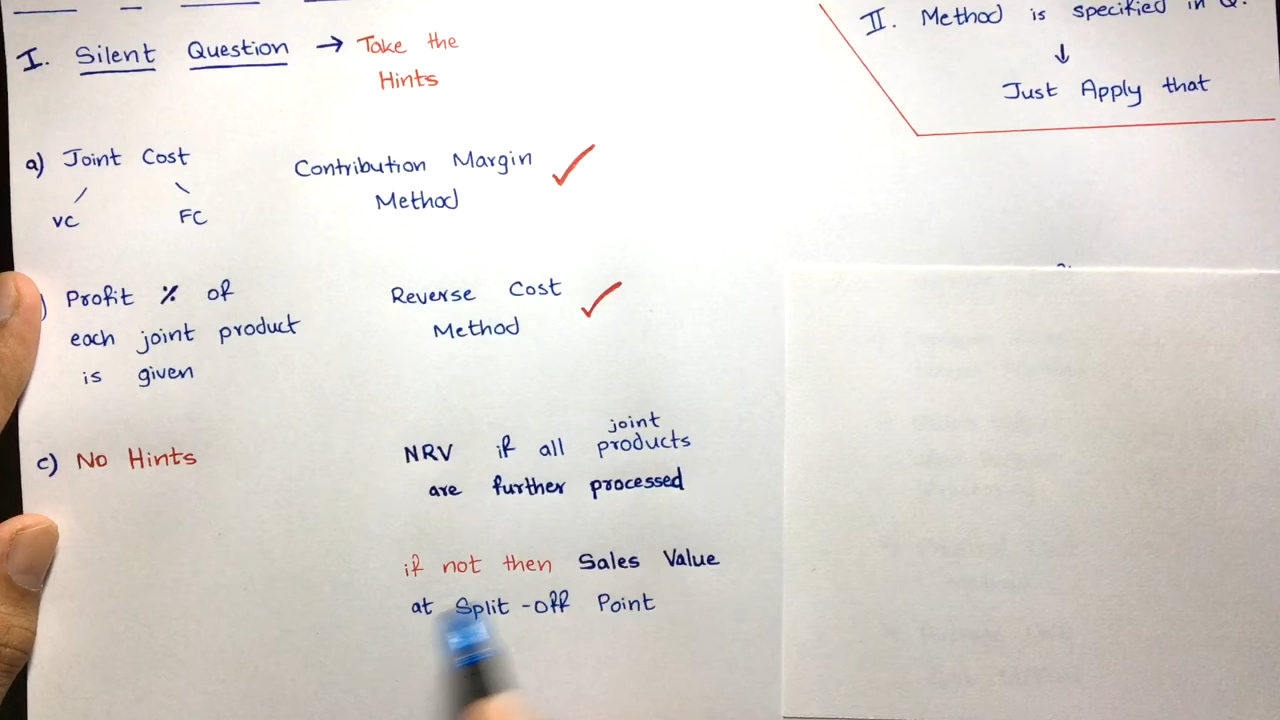 I. Silent Question → Take the
Hints
II. Method is specified in Q.
↓
Just Apply that
a) Joint Cost
VC FC
Contribution Margin
Method
) Profit % of
each joint product
is given
Reverse Cost
Method
c) No Hints
NRV if all joint products
are further processed
if not then Sales Value
at Split-off Point